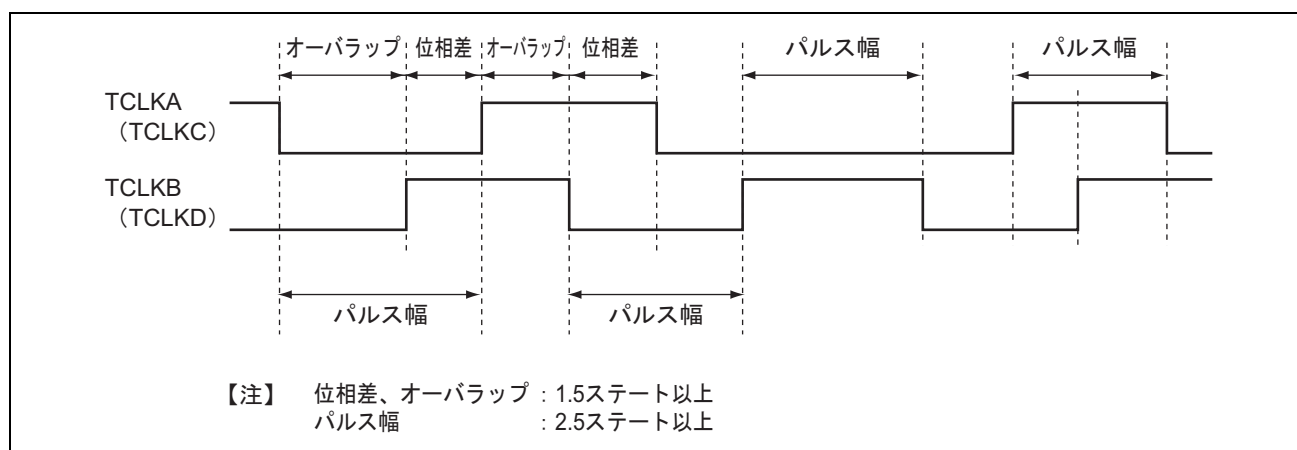 オーバラップ 位相差 オーバラップ 位相差 パルス幅 パルス幅
TCLKA
（TCLKC）
TCLKB
（TCLKD）
パルス幅 パルス幅
【注】 位相差、オーバラップ : 1.5ステート以上
パルス幅 : 2.5ステート以上